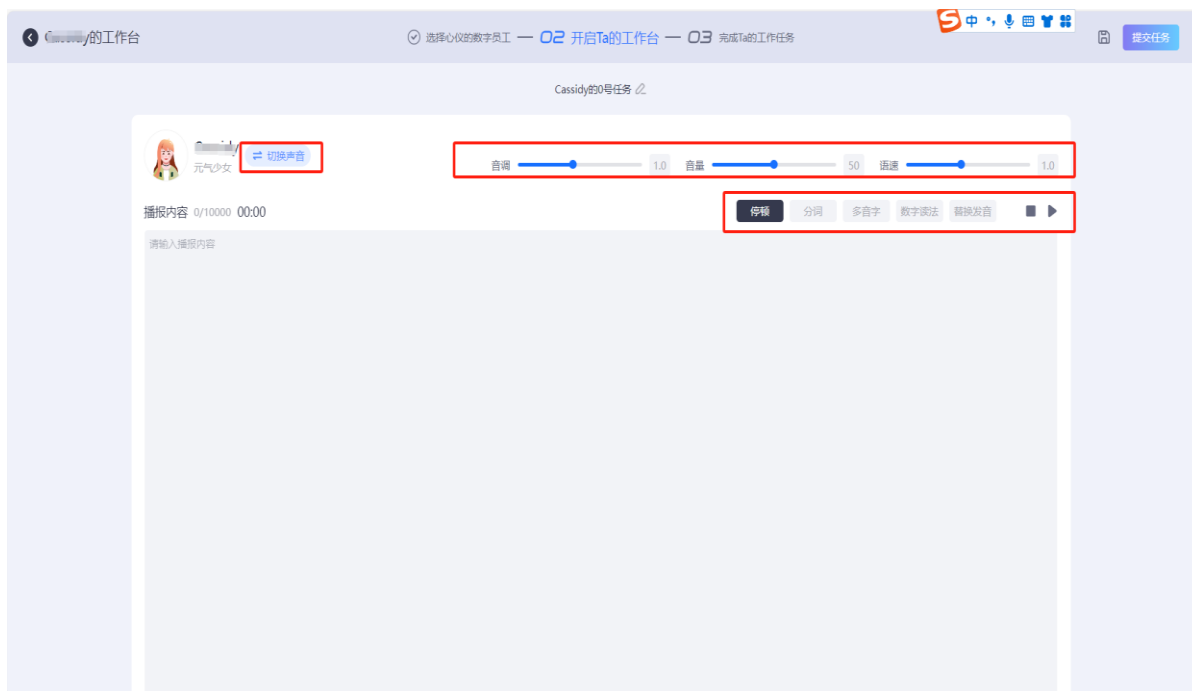 的工作台
选择心仪的数字员工 — 02 开启Ta的工作台 — 03 完成Ta的工作任务
中
提交任务
Cassidy的0号任务
切换声音
元气少女
音调 1.0 音量 50 语速 1.0
播报内容 0/10000 00:00
停顿 分词 多音字 数字读法 替换发音
请输入播报内容